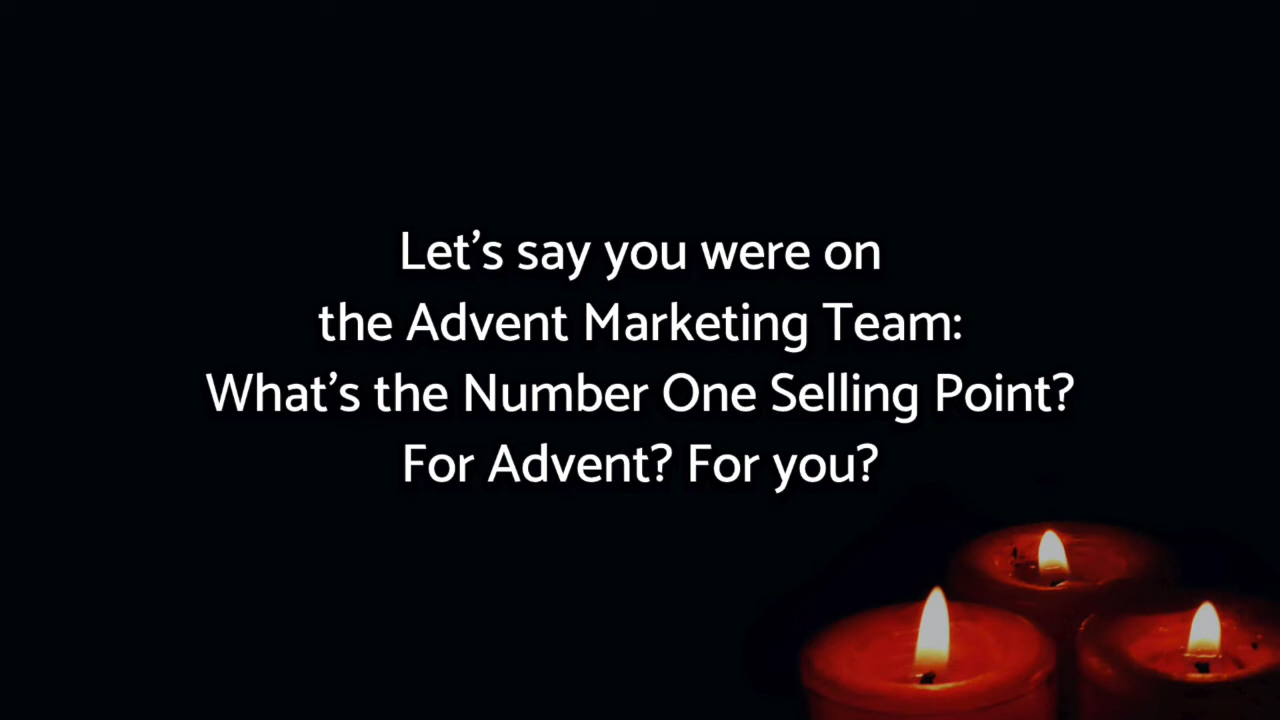 Let’s say you were on
the Advent Marketing Team:
What’s the Number One Selling Point?
For Advent? For you?